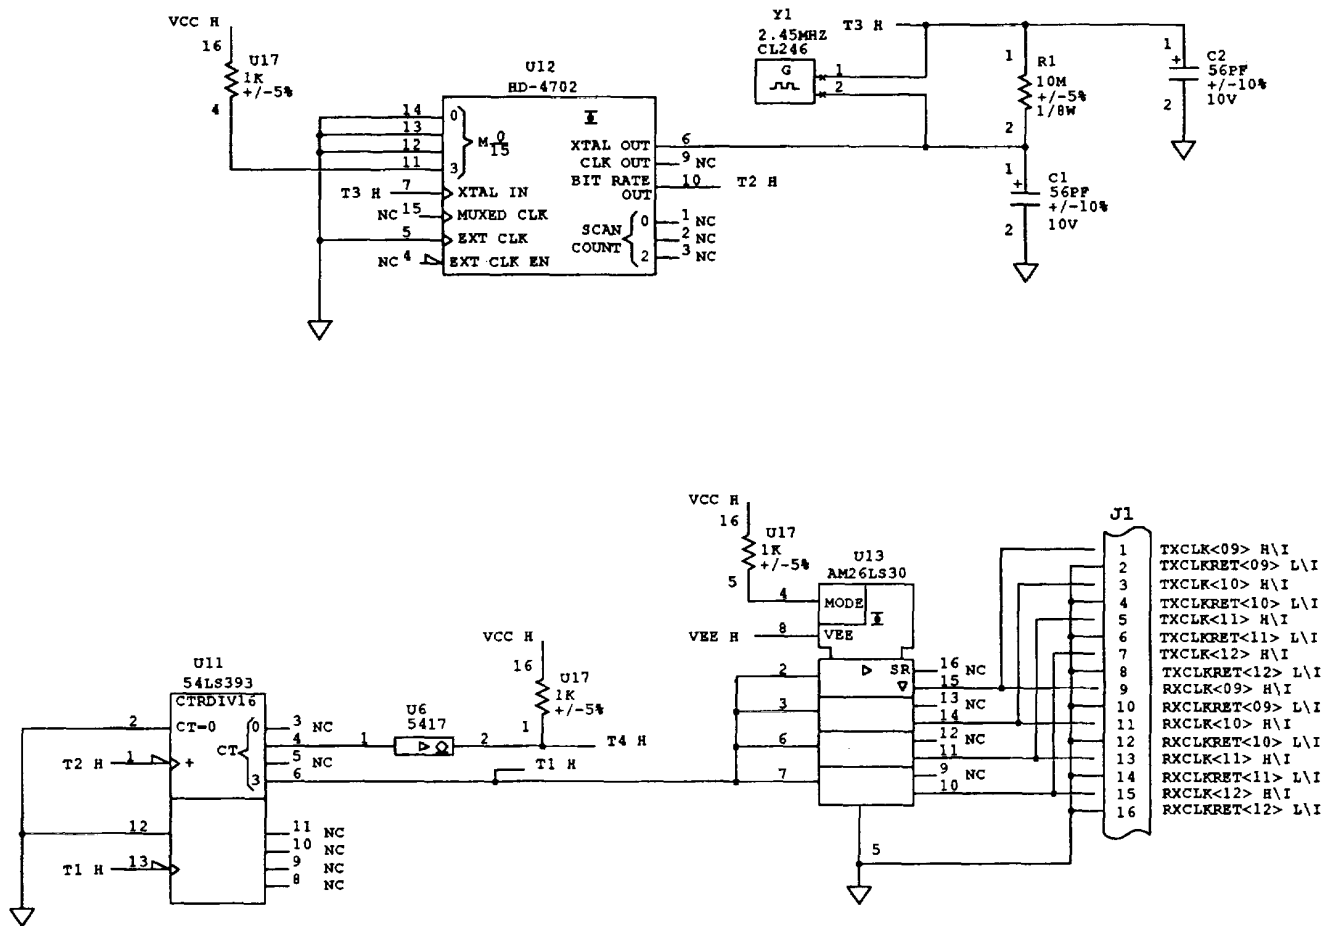 VCC H
16
U17
1K
+/-5%
4
U12
HD-4702
14
13
12
11
0
3
M 0/15
Φ
T3 H 7 XTAL IN
NC 15 MUXED CLK
5 EXT CLK
NC 4 EXT CLK EN
XTAL OUT 6
CLK OUT 9 NC
BIT RATE OUT 10 T2 H
SCAN COUNT
0 1 NC
2 NC
2 3 NC
Y1
2.45MHZ
CL246
G
1
2
T3 H
1
R1
10M
+/-5%
1/8W
2
1 +
C2
56PF
+/-10%
10V
2
1 +
C1
56PF
+/-10%
10V
2
U11
54LS393
CTRDIV16
2 CT=0
T2 H 1 +
CT
0 3 NC
4
5 NC
3 6
12
T1 H 13
11 NC
10 NC
9 NC
8 NC
U6
5417
1
2
VCC H
16
U17
1K
+/-5%
1
T4 H
T1 H
VCC H
16
U17
1K
+/-5%
5
U13
AM26LS30
4 MODE
Φ
VEE H 8 VEE
2
3
6
7
SR 16 NC
15
13 NC
14
12 NC
11
9 NC
10
5
J1
1 TXCLK<09> H\I
2 TXCLKRET<09> L\I
3 TXCLK<10> H\I
4 TXCLKRET<10> L\I
5 TXCLK<11> H\I
6 TXCLKRET<11> L\I
7 TXCLK<12> H\I
8 TXCLKRET<12> L\I
9 RXCLK<09> H\I
10 RXCLKRET<09> L\I
11 RXCLK<10> H\I
12 RXCLKRET<10> L\I
13 RXCLK<11> H\I
14 RXCLKRET<11> L\I
15 RXCLK<12> H\I
16 RXCLKRET<12> L\I